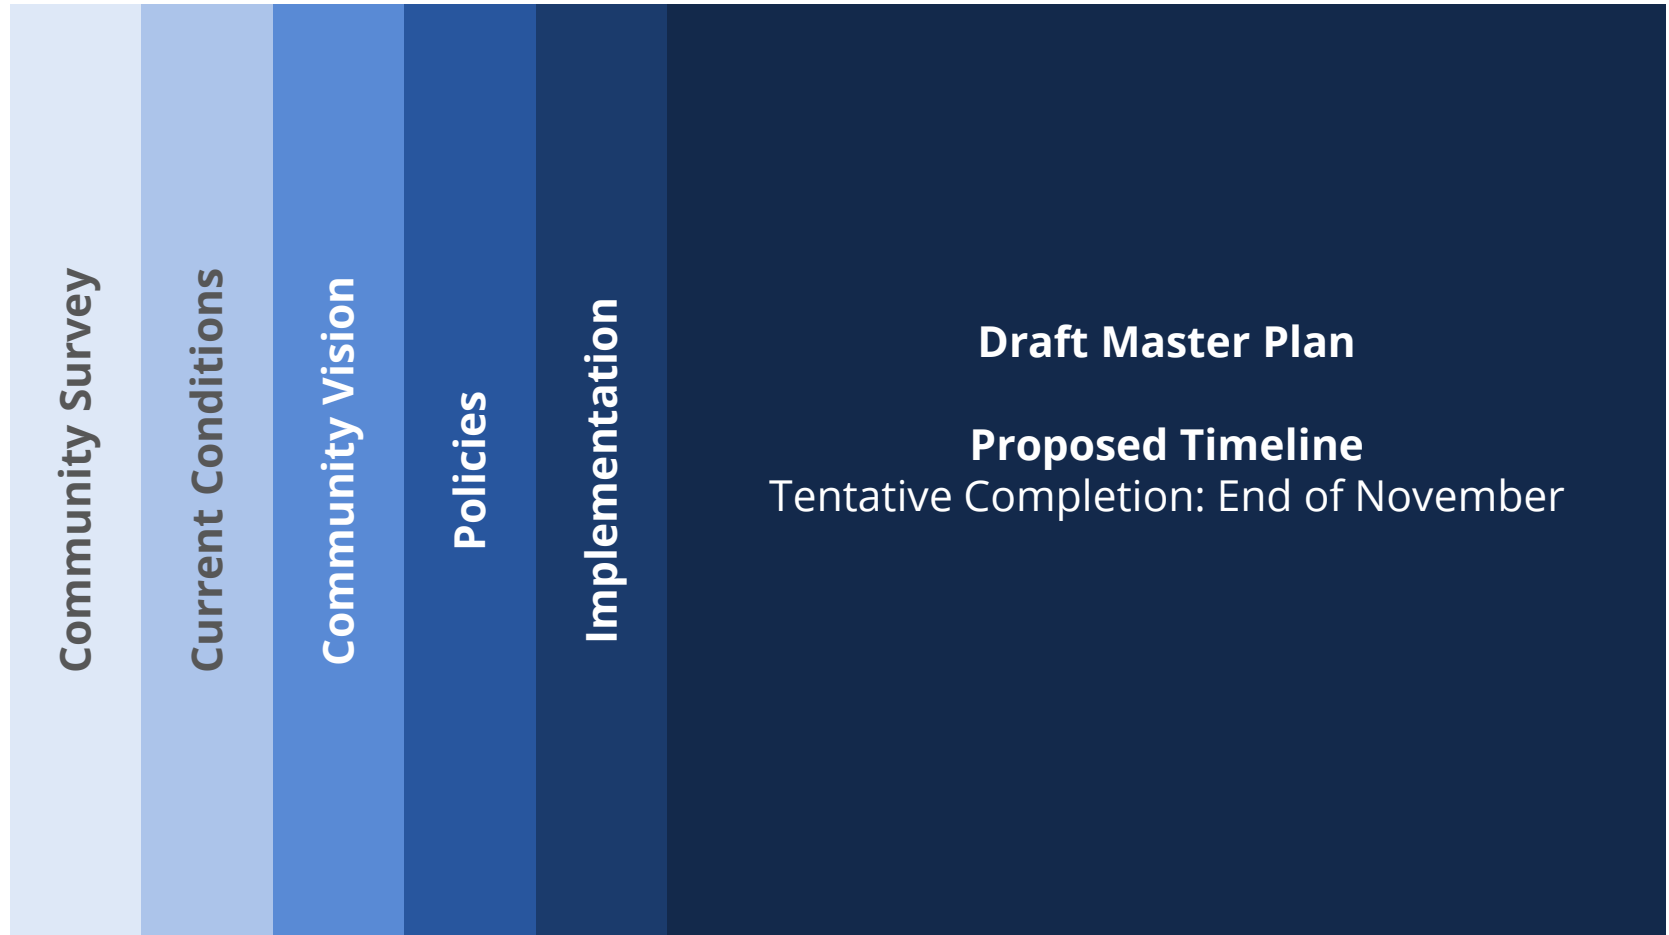 Community Survey
Current Conditions
Community Vision
Policies
Implementation
Draft Master Plan
Proposed Timeline
Tentative Completion: End of November